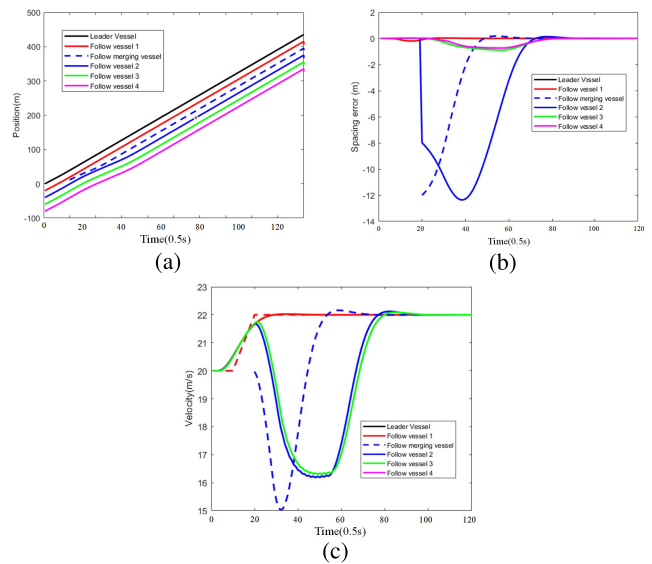 500
400
300
200
100
0
-100
Position(m)
Leader Vessel
Follow vessel 1
Follow merging vessel
Follow vessel 2
Follow vessel 3
Follow vessel 4
0 20 40 60 80 100 120
Time(0.5s)
(a)
2
0
-2
-4
-6
-8
-10
-12
-14
Spacing error (m)
Leader Vessel
Follow vessel 1
Follow merging vessel
Follow vessel 2
Follow vessel 3
Follow vessel 4
0 20 40 60 80 100 120
Time(0.5s)
(b)
23
22
21
20
19
18
17
16
15
Velocity(m/s)
Leader Vessel
Follow vessel 1
Follow merging vessel
Follow vessel 2
Follow vessel 3
Follow vessel 4
0 20 40 60 80 100 120
Time(0.5s)
(c)